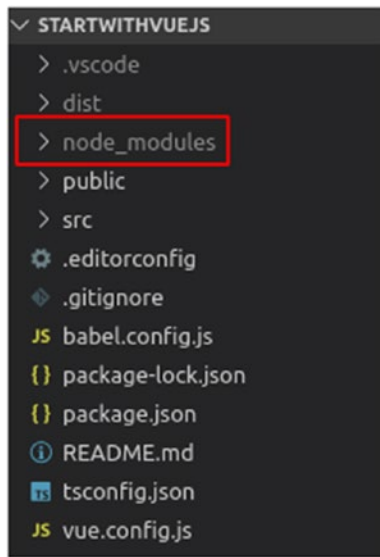 STARTWITHVUEJS
.vscode
dist
node_modules
public
src
.editorconfig
.gitignore
JS babel.config.js
{} package-lock.json
{} package.json
README.md
TS tsconfig.json
JS vue.config.js